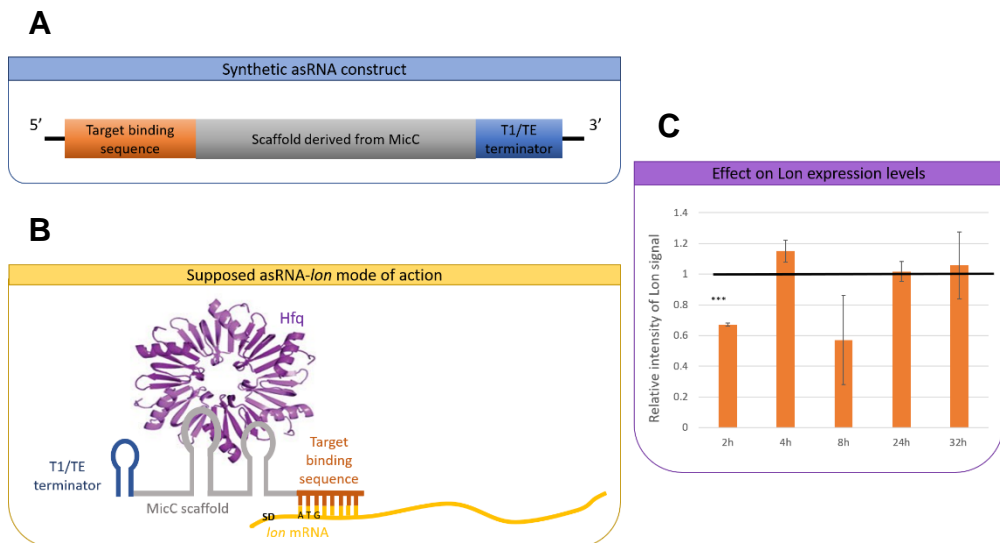 A
Synthetic asRNA construct
5’
Target binding
sequence
Scaffold derived from MicC
T1/TE
terminator
3’
B
Supposed asRNA-lon mode of action
Hfq
T1/TE
terminator
MicC scaffold
Target
binding
sequence
SD
A T G
lon mRNA
C
Effect on Lon expression levels
Relative intensity of Lon signal
1.4
1.2
1
0.8
0.6
0.4
0.2
0
***
2h
4h
8h
24h
32h